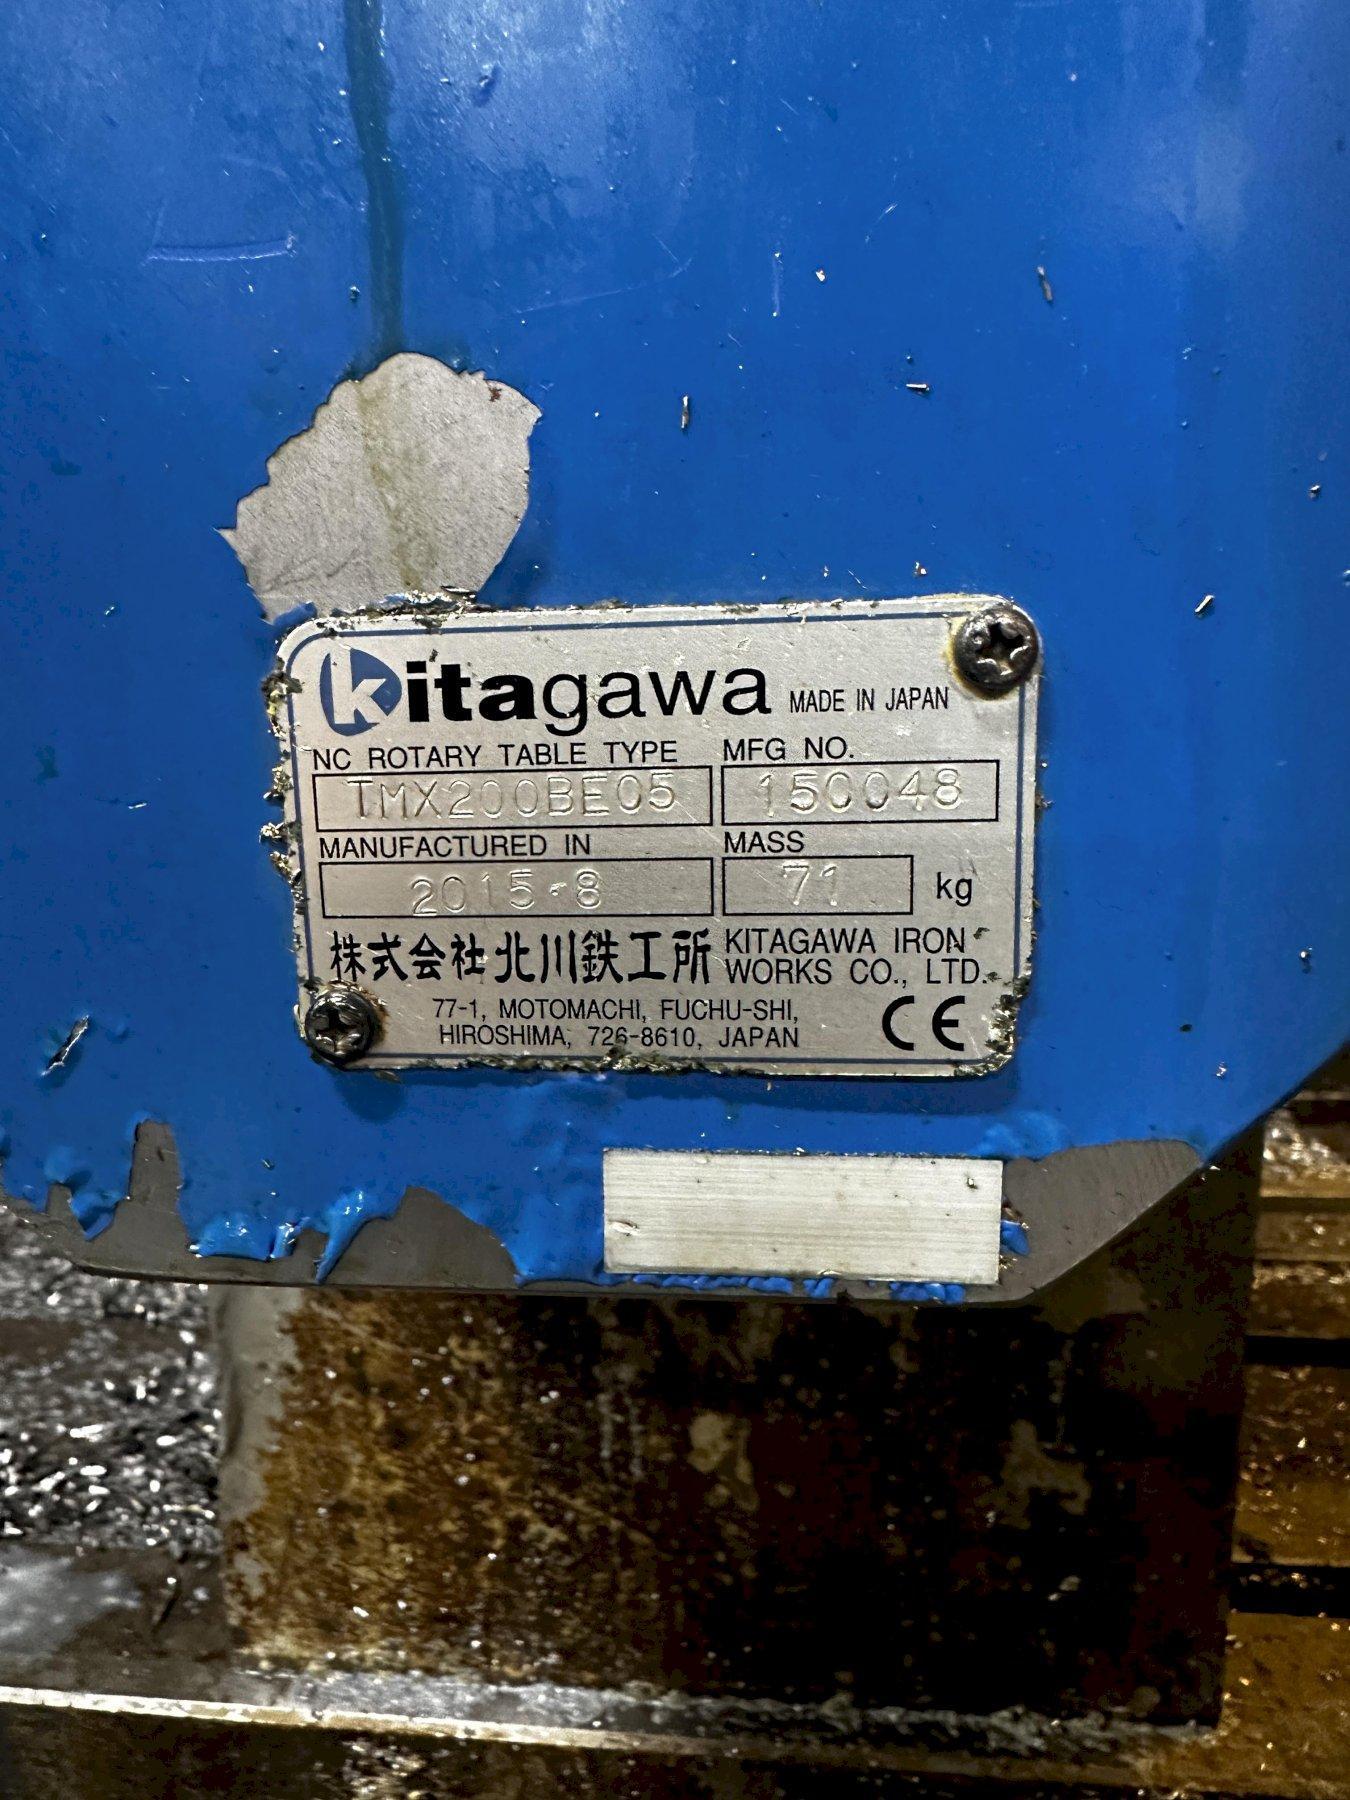 kitagawa MADE IN JAPAN
NC ROTARY TABLE TYPE MFG NO.
TMX200BE05 150048
MANUFACTURED IN MASS
2015.8 71 kg
株式会社 北川鉄工所 KITAGAWA IRON WORKS CO., LTD.
77-1, MOTOMACHI, FUCHU-SHI,
HIROSHIMA, 726-8610, JAPAN
CE